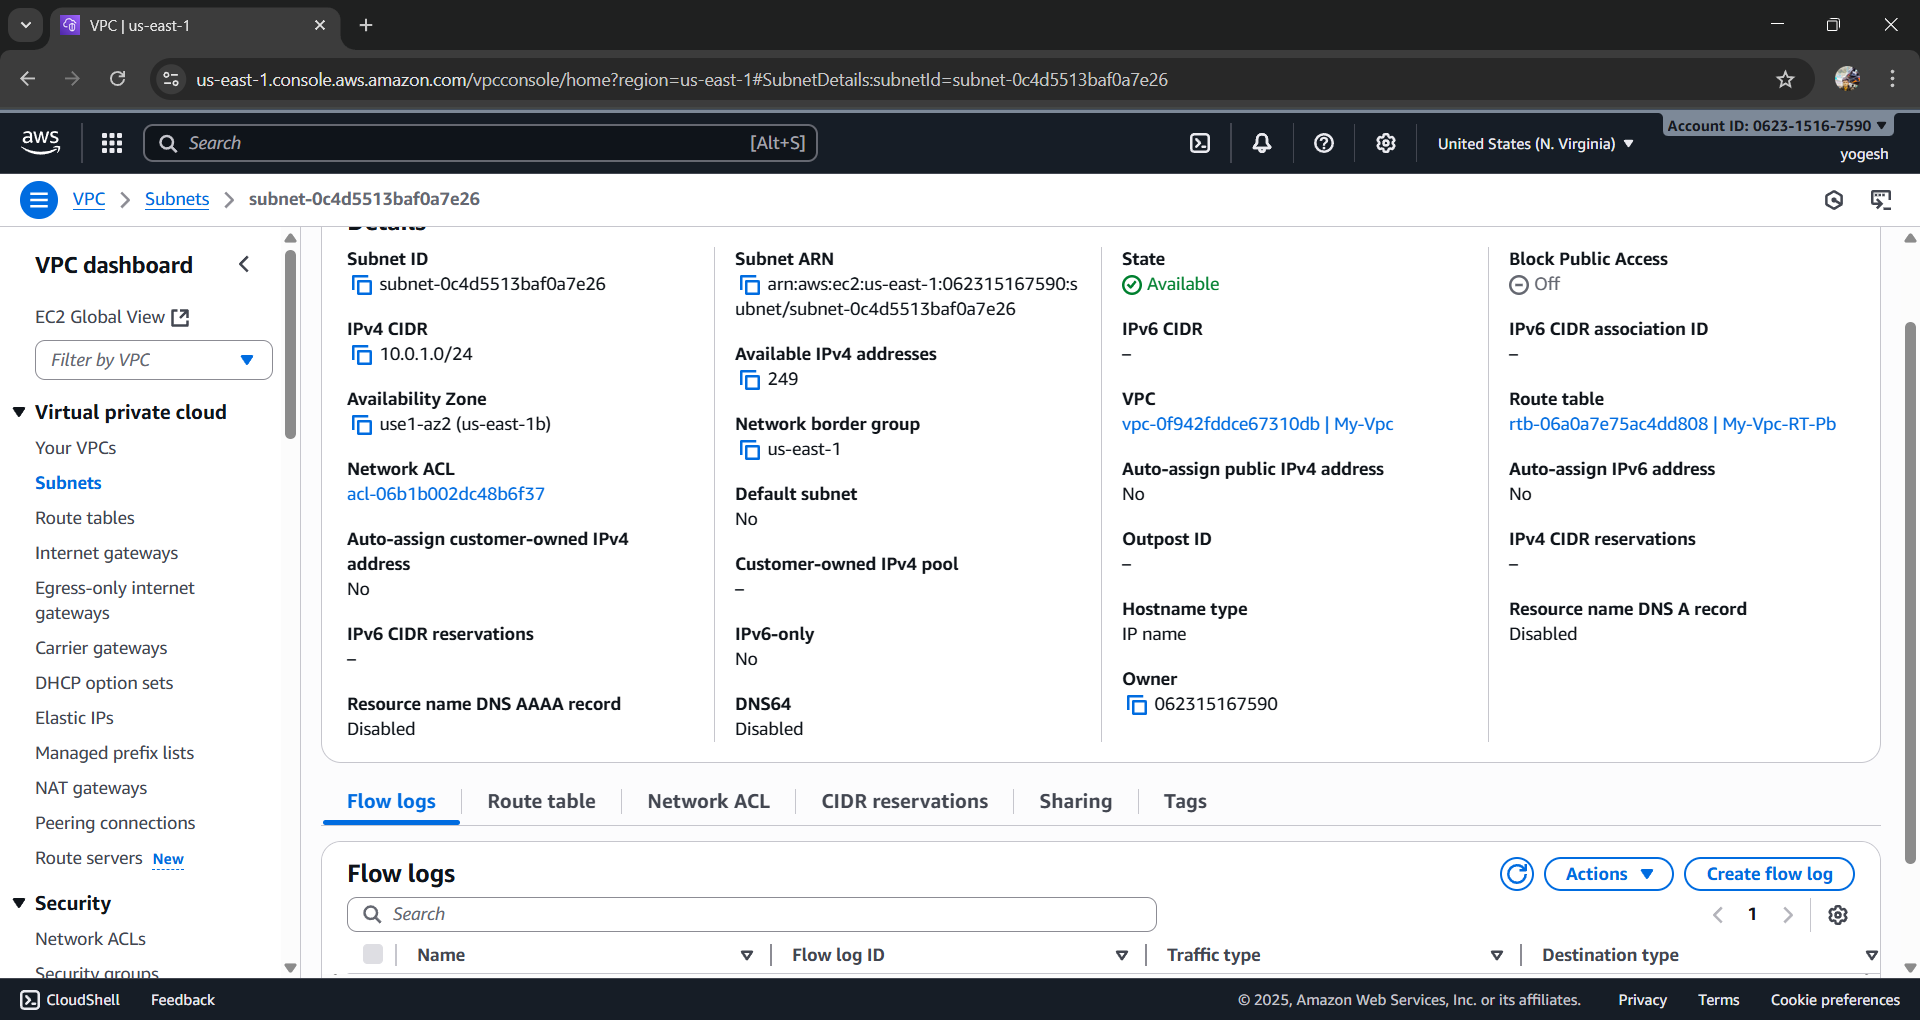 VPC | us-east-1
us-east-1.console.aws.amazon.com/vpcconsole/home?region=us-east-1#SubnetDetails:subnetId=subnet-0c4d5513baf0a7e26
aws
Search
[Alt+S]
United States (N. Virginia)
Account ID: 0623-1516-7590
yogesh
VPC
Subnets
subnet-0c4d5513baf0a7e26
VPC dashboard
EC2 Global View
Filter by VPC
Virtual private cloud
Your VPCs
Subnets
Route tables
Internet gateways
Egress-only internet
gateways
Carrier gateways
DHCP option sets
Elastic IPs
Managed prefix lists
NAT gateways
Peering connections
Route servers New
Security
Network ACLs
Security groups
Details
Subnet ID
subnet-0c4d5513baf0a7e26
IPv4 CIDR
10.0.1.0/24
Availability Zone
use1-az2 (us-east-1b)
Network ACL
acl-06b1b002dc48b6f37
Auto-assign customer-owned IPv4
address
No
IPv6 CIDR reservations
–
Resource name DNS AAAA record
Disabled
Subnet ARN
arn:aws:ec2:us-east-1:062315167590:s
ubnet/subnet-0c4d5513baf0a7e26
Available IPv4 addresses
249
Network border group
us-east-1
Default subnet
No
Customer-owned IPv4 pool
–
IPv6-only
No
DNS64
Disabled
State
Available
IPv6 CIDR
–
VPC
vpc-0f942fddce67310db | My-Vpc
Auto-assign public IPv4 address
No
Outpost ID
–
Hostname type
IP name
Owner
062315167590
Block Public Access
Off
IPv6 CIDR association ID
–
Route table
rtb-06a0a7e75ac4dd808 | My-Vpc-RT-Pb
Auto-assign IPv6 address
No
IPv4 CIDR reservations
–
Resource name DNS A record
Disabled
Flow logs
Route table
Network ACL
CIDR reservations
Sharing
Tags
Flow logs
Actions
Create flow log
Search
1
Name
Flow log ID
Traffic type
Destination type
CloudShell
Feedback
© 2025, Amazon Web Services, Inc. or its affiliates.
Privacy
Terms
Cookie preferences